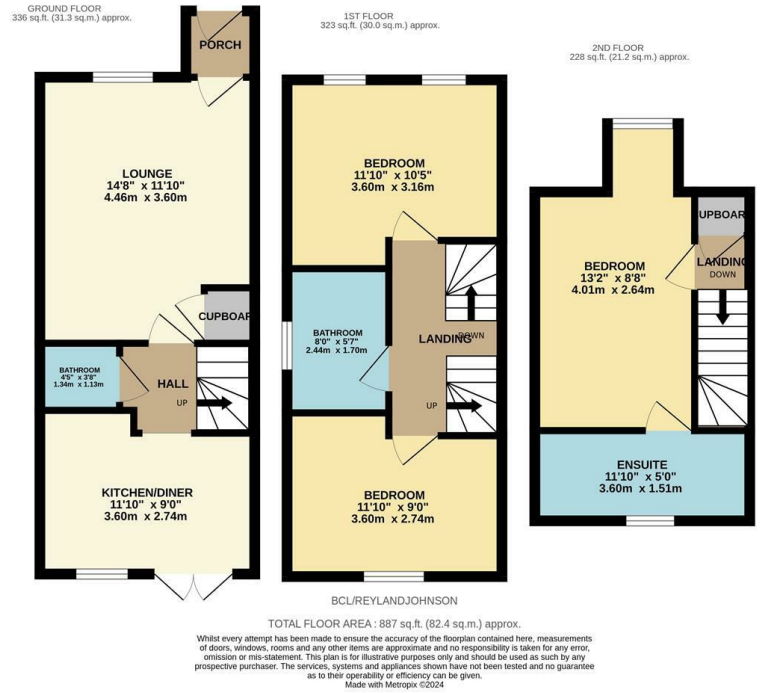 GROUND FLOOR
336 sq.ft. (31.3 sq.m.) approx.
PORCH
LOUNGE
14'8" x 11'10"
4.46m x 3.60m
CUPBOAR
BATHROOM
4'5" x 3'8"
1.34m x 1.13m
HALL
UP
KITCHEN/DINER
11'10" x 9'0"
3.60m x 2.74m
1ST FLOOR
323 sq.ft. (30.0 sq.m.) approx.
BEDROOM
11'10" x 10'5"
3.60m x 3.16m
BATHROOM
8'0" x 5'7"
2.44m x 1.70m
LANDING
DOWN
UP
BEDROOM
11'10" x 9'0"
3.60m x 2.74m
2ND FLOOR
228 sq.ft. (21.2 sq.m.) approx.
UPBOAR
BEDROOM
13'2" x 8'8"
4.01m x 2.64m
LANDING
DOWN
ENSUITE
11'10" x 5'0"
3.60m x 1.51m
BCL/REYLANDJOHNSON
TOTAL FLOOR AREA : 887 sq.ft. (82.4 sq.m.) approx.
Whilst every attempt has been made to ensure the accuracy of the floorplan contained here, measurements
of doors, windows, rooms and any other items are approximate and no responsibility is taken for any error,
omission or mis-statement. This plan is for illustrative purposes only and should be used as such by any
prospective purchaser. The services, systems and appliances shown have not been tested and no guarantee
as to their operability or efficiency can be given.
Made with Metropix ©2024